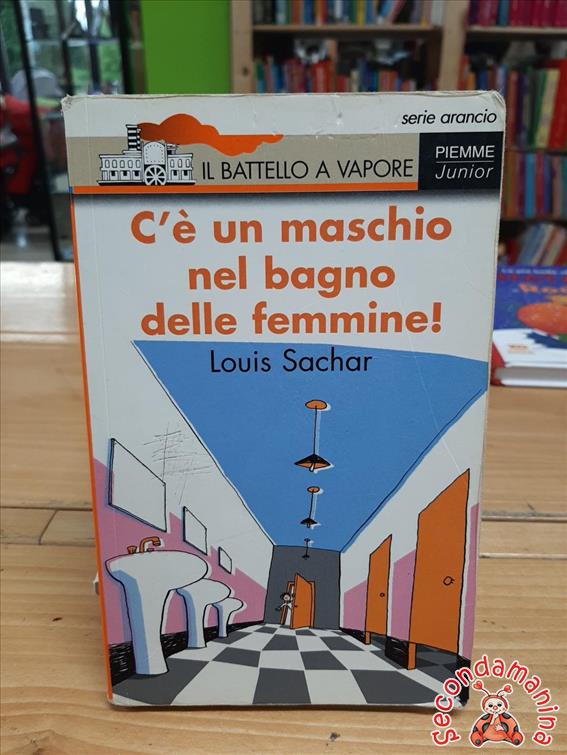 serie arancio
IL BATTELLO A VAPORE
PIEMME
Junior
C'è un maschio
nel bagno
delle femmine!
Louis Sachar
Secondamanina